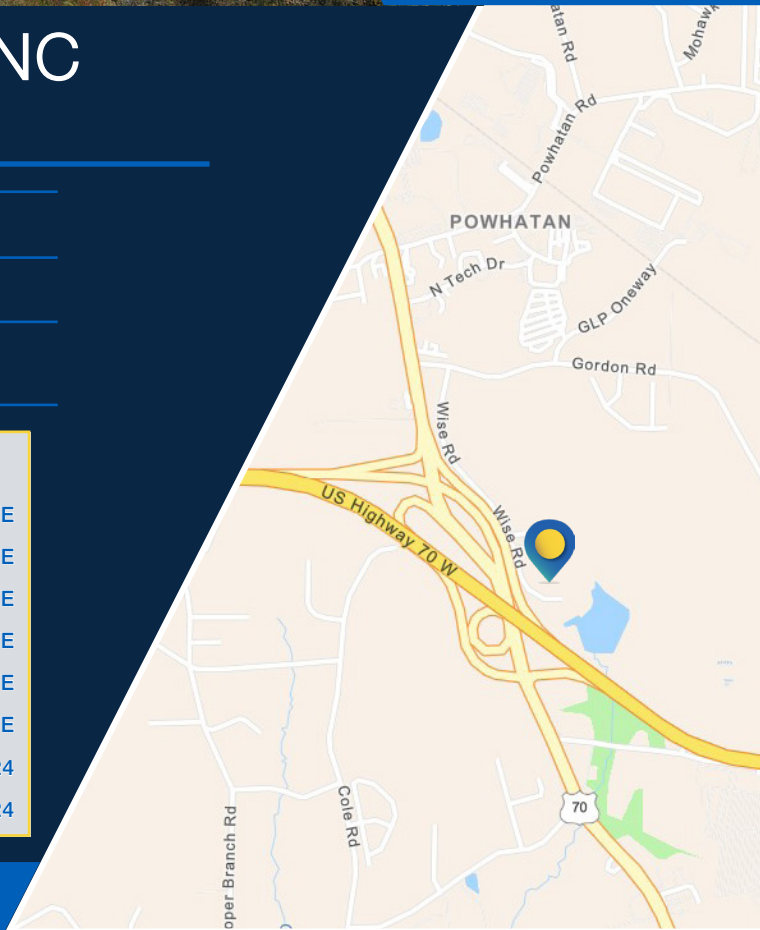 NC
atan Rd
Mohawk
Powhatan Rd
POWHATAN
N Tech Dr
GLP Oneway
Gordon Rd
Wise Rd
US Highway 70 W
Wise Rd
E
E
E
E
E
E
24
24
70
Cole Rd
oper Branch Rd